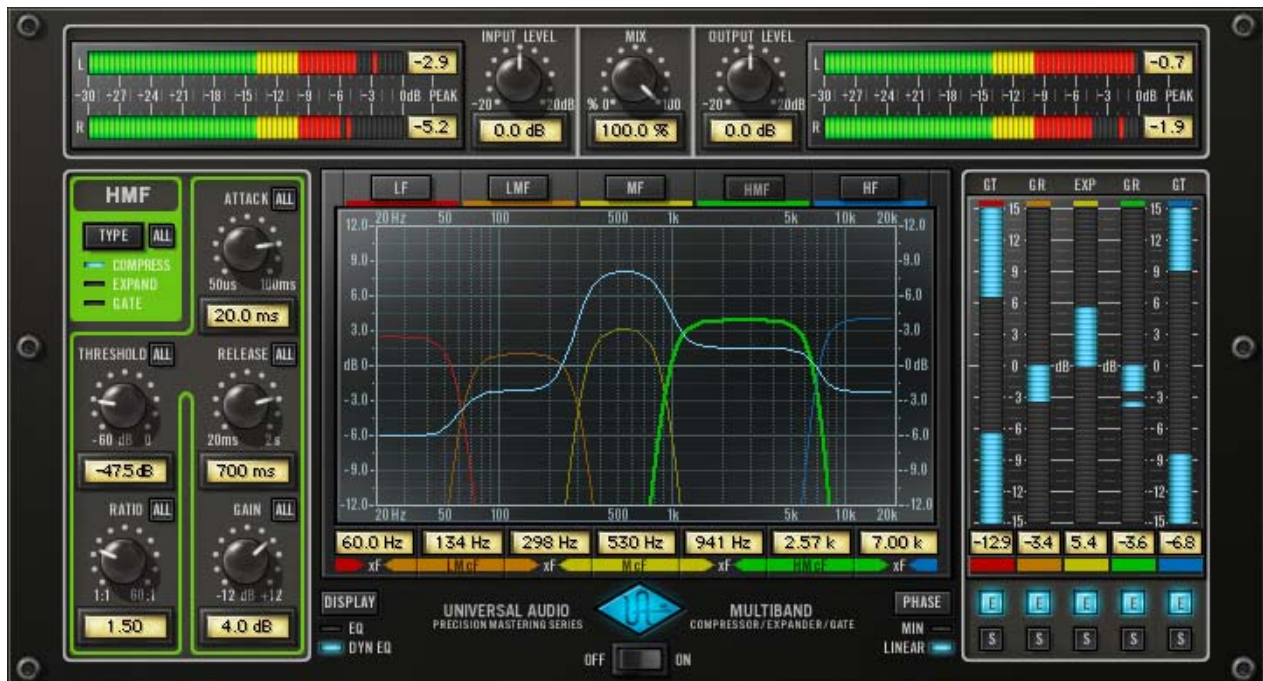 INPUT LEVEL MIX OUTPUT LEVEL
L -2.9
-30 -27 -24 -21 -18 -15 -12 -9 -6 -3 0dB PEAK
R -5.2
-20 20dB
0.0 dB
% 0 100
100.0 %
-20 20dB
0.0 dB
L -0.7
-30 -27 -24 -21 -18 -15 -12 -9 -6 -3 0dB PEAK
R -1.9
HMF
TYPE ALL
COMPRESS
EXPAND
GATE
ATTACK ALL
50us 100ms
20.0 ms
THRESHOLD ALL
-60 dB 0
-47.5 dB
RELEASE ALL
20ms 2s
700 ms
RATIO ALL
1:1 60:1
1.50
GAIN ALL
-12 dB +12
4.0 dB
LF LMF MF HMF HF
20 Hz 50 100 500 1k 5k 10k 20k
12.0 -12.0
9.0 -9.0
6.0 -6.0
3.0 -3.0
dB 0 -0 dB
-3.0 -3.0
-6.0 -6.0
-9.0 -9.0
-12.0 -12.0
20 Hz 50 100 500 1k 5k 10k 20k
60.0 Hz 134 Hz 298 Hz 530 Hz 941 Hz 2.57 k 7.00 k
xF LMcF xF McF xF HMcF xF
DISPLAY
EQ
DYN EQ
UNIVERSAL AUDIO
PRECISION MASTERING SERIES
MULTIBAND
COMPRESSOR/EXPANDER/GATE
OFF ON
PHASE
MIN
LINEAR
GT GR EXP GR GT
15 15
12 12
9 9
6 6
3 3
0 dB dB 0
-3 -3
-6 -6
-9 -9
-12 -12
-15 -15
-12.9 -3.4 5.4 -3.6 -6.8
E E E E E
S S S S S